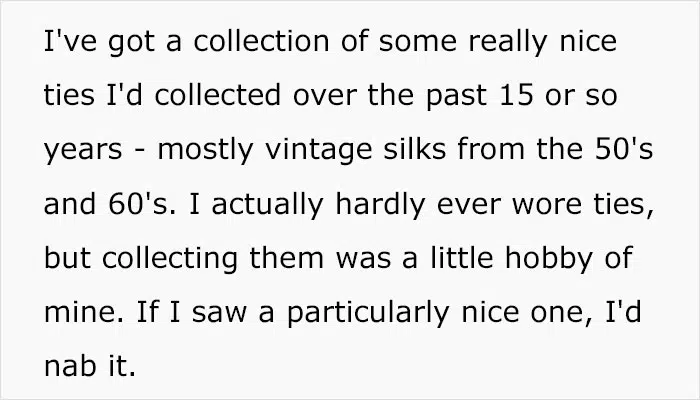 I've got a collection of some really nice
ties I'd collected over the past 15 or so
years - mostly vintage silks from the 50's
and 60's. I actually hardly ever wore ties,
but collecting them was a little hobby of
mine. If I saw a particularly nice one, I'd
nab it.